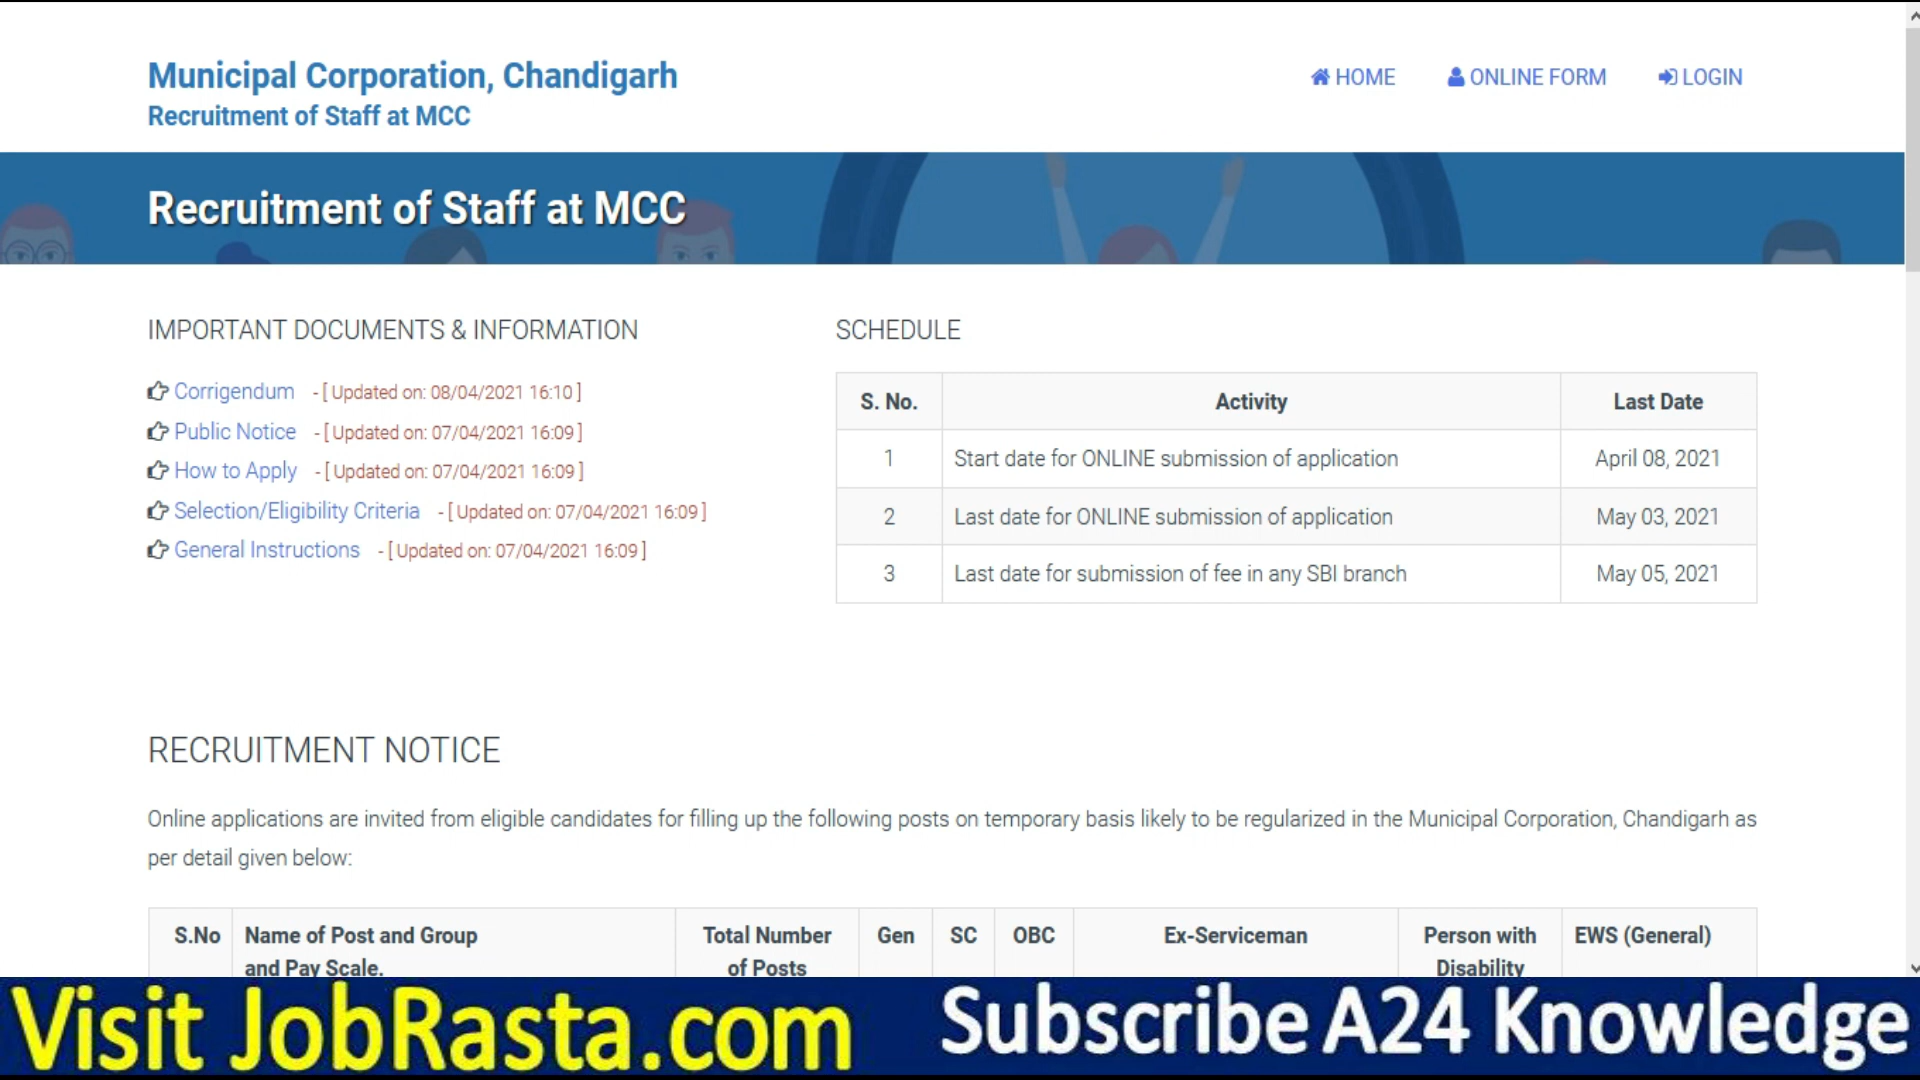 Municipal Corporation, Chandigarh
Recruitment of Staff at MCC
HOME ONLINE FORM LOGIN
Recruitment of Staff at MCC
IMPORTANT DOCUMENTS & INFORMATION
Corrigendum - [ Updated on: 08/04/2021 16:10 ]
Public Notice - [ Updated on: 07/04/2021 16:09 ]
How to Apply - [ Updated on: 07/04/2021 16:09 ]
Selection/Eligibility Criteria - [ Updated on: 07/04/2021 16:09 ]
General Instructions - [ Updated on: 07/04/2021 16:09 ]
SCHEDULE
S. No. Activity Last Date
1 Start date for ONLINE submission of application April 08, 2021
2 Last date for ONLINE submission of application May 03, 2021
3 Last date for submission of fee in any SBI branch May 05, 2021
RECRUITMENT NOTICE
Online applications are invited from eligible candidates for filling up the following posts on temporary basis likely to be regularized in the Municipal Corporation, Chandigarh as
per detail given below:
S.No Name of Post and Group Total Number Gen SC OBC Ex-Serviceman Person with EWS (General)
and Pay Scale. of Posts Disability
Visit JobRasta.com Subscribe A24 Knowledge